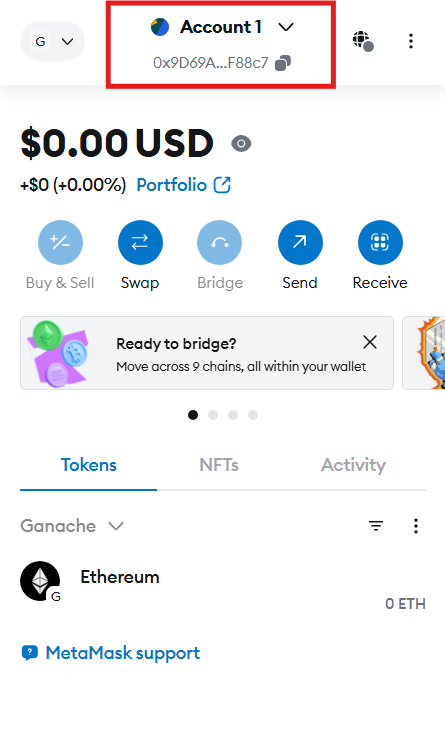 G
Account 1
0x9D69A...F88c7
$0.00 USD
+$0 (+0.00%) Portfolio
Buy & Sell
Swap
Bridge
Send
Receive
Ready to bridge?
Move across 9 chains, all within your wallet
Tokens
NFTs
Activity
Ganache
Ethereum
G
0 ETH
MetaMask support